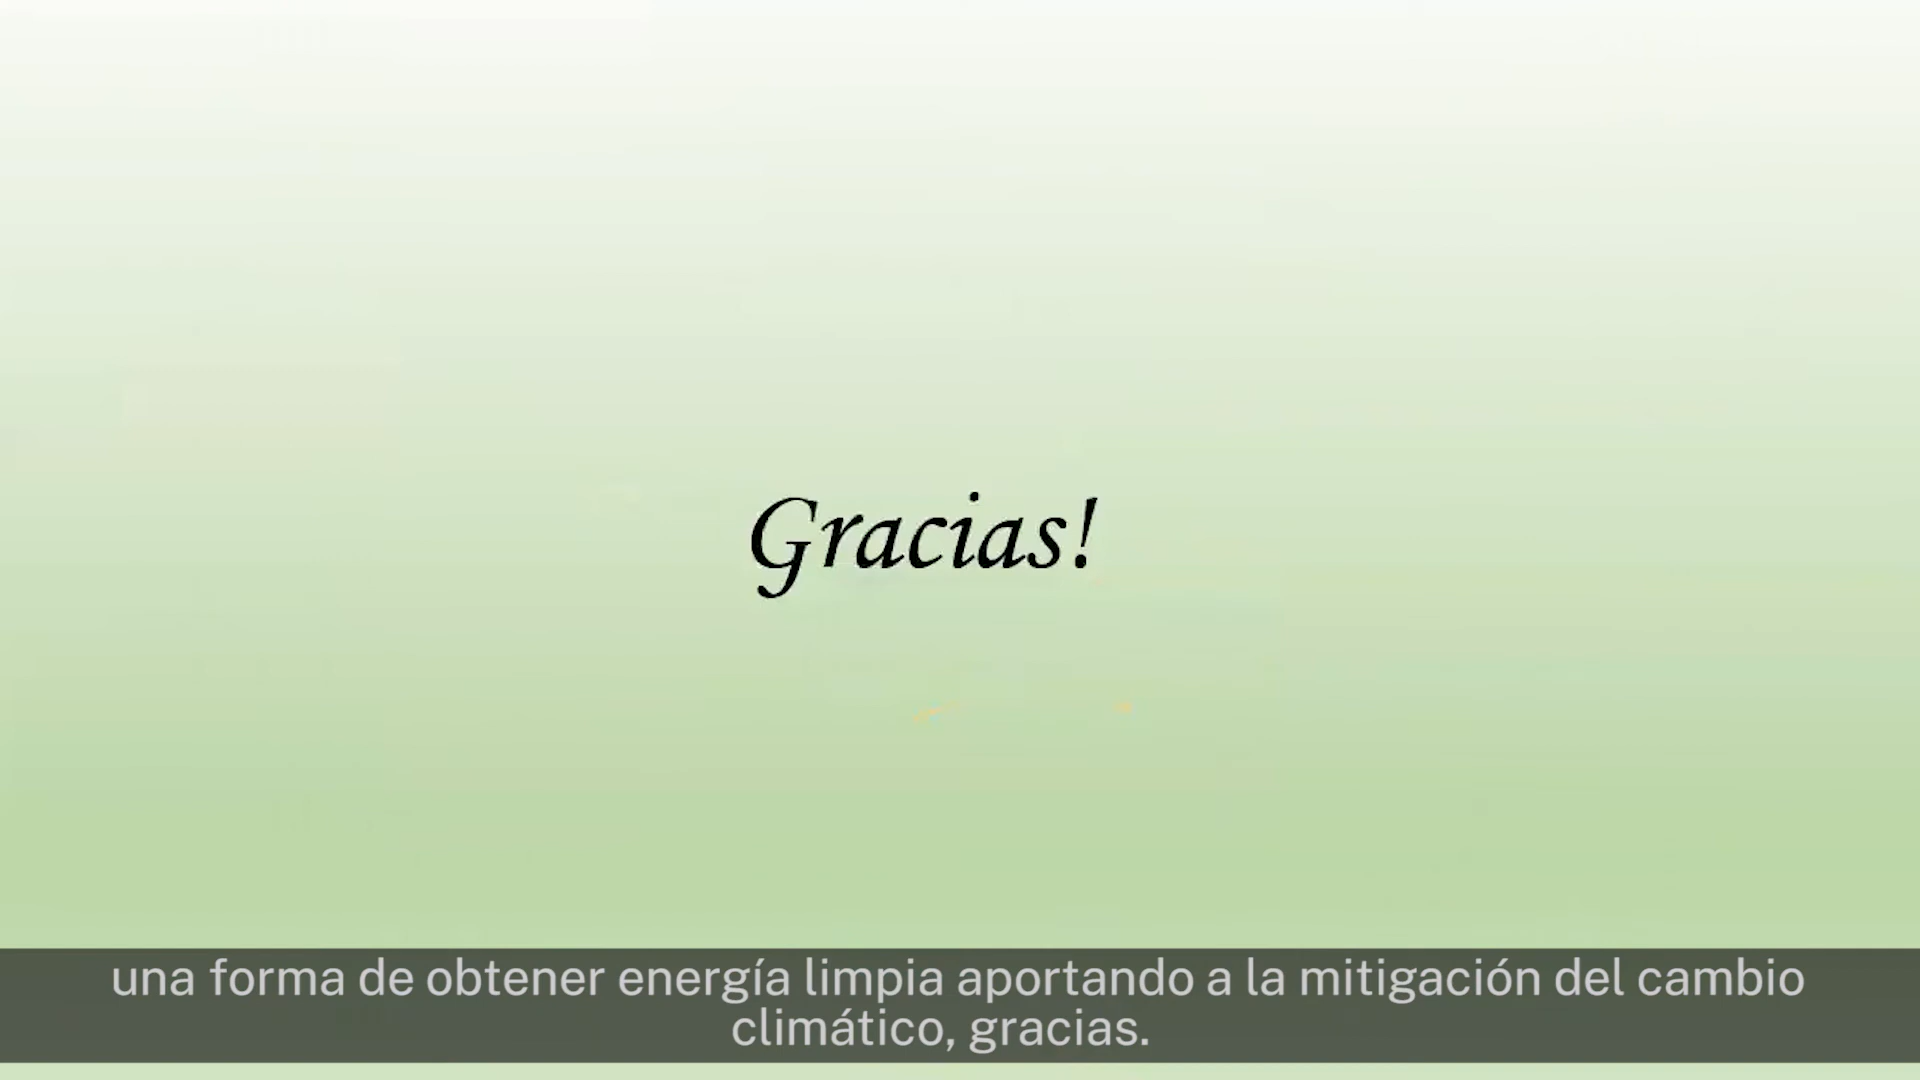 Gracias!
una forma de obtener energía limpia aportando a la mitigación del cambio
climático, gracias.